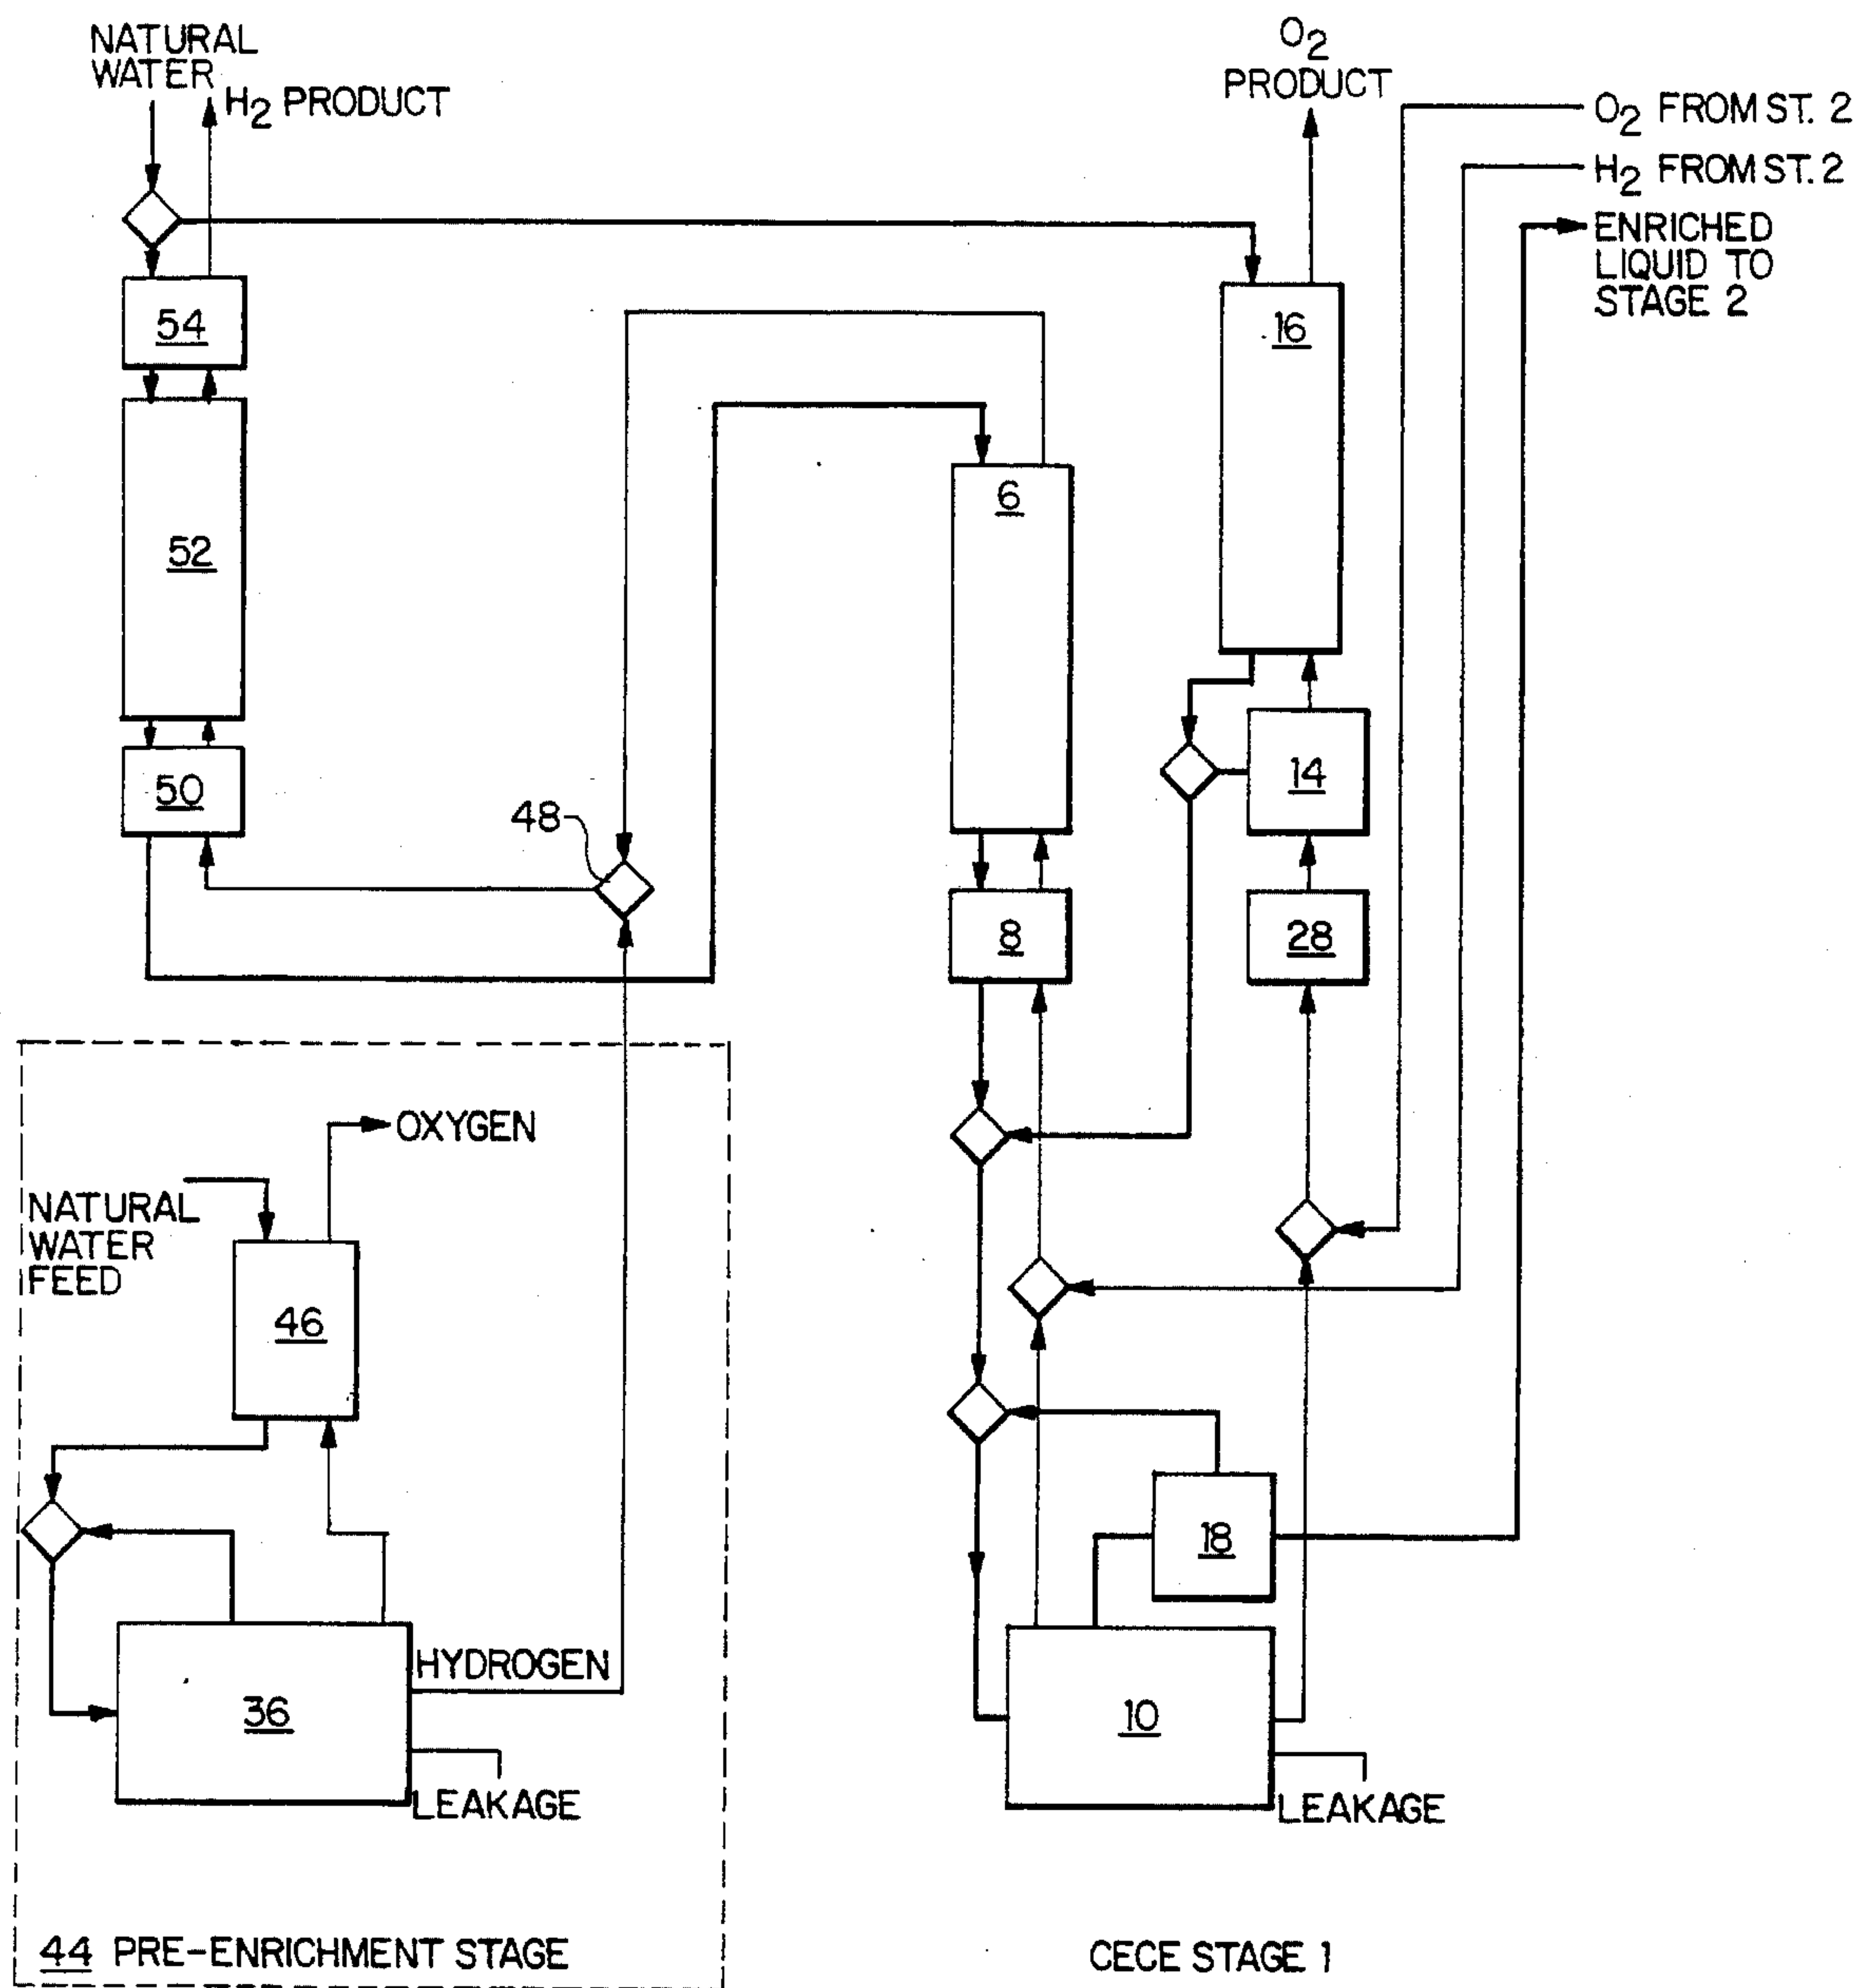 NATURAL
WATER
H2 PRODUCT
O2
PRODUCT
O2 FROM ST. 2
H2 FROM ST. 2
ENRICHED
LIQUID TO
STAGE 2
54
16
6
52
50
48
14
8
28
OXYGEN
NATURAL
WATER
FEED
46
18
HYDROGEN
36
10
LEAKAGE
LEAKAGE
44 PRE-ENRICHMENT STAGE
CECE STAGE 1